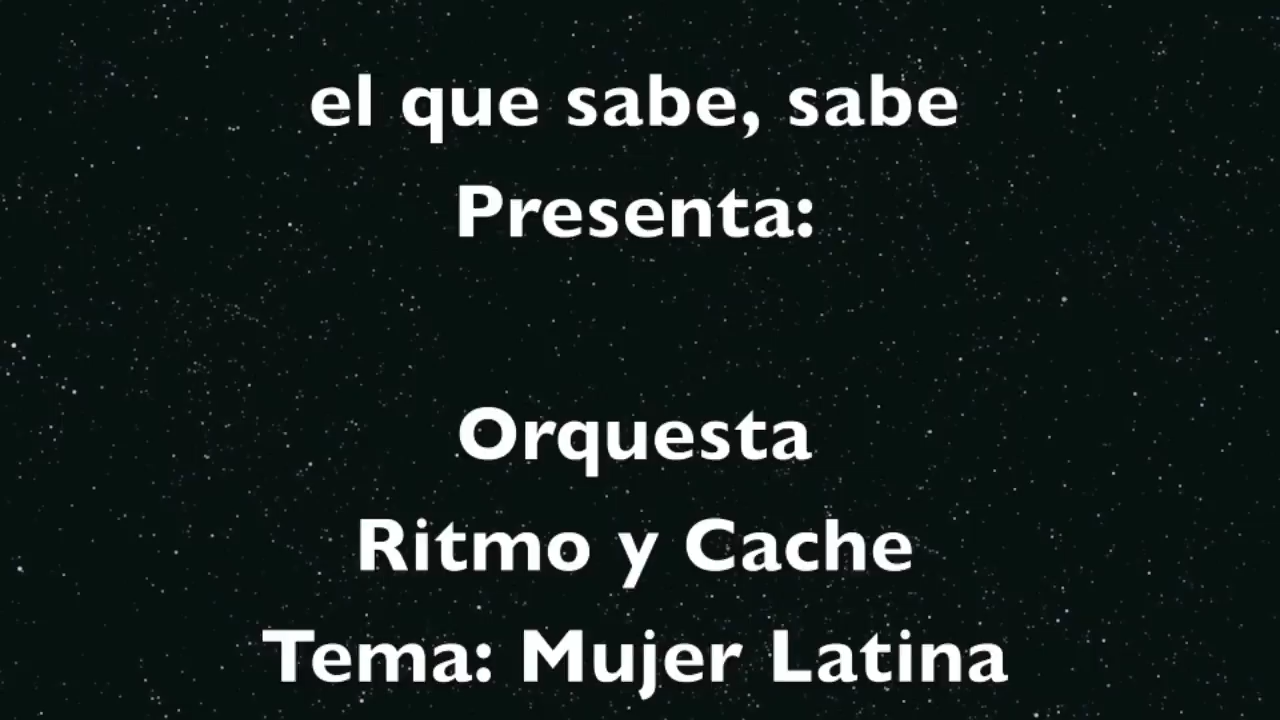 el que sabe, sabe
Presenta:
Orquesta
Ritmo y Cache
Tema: Mujer Latina